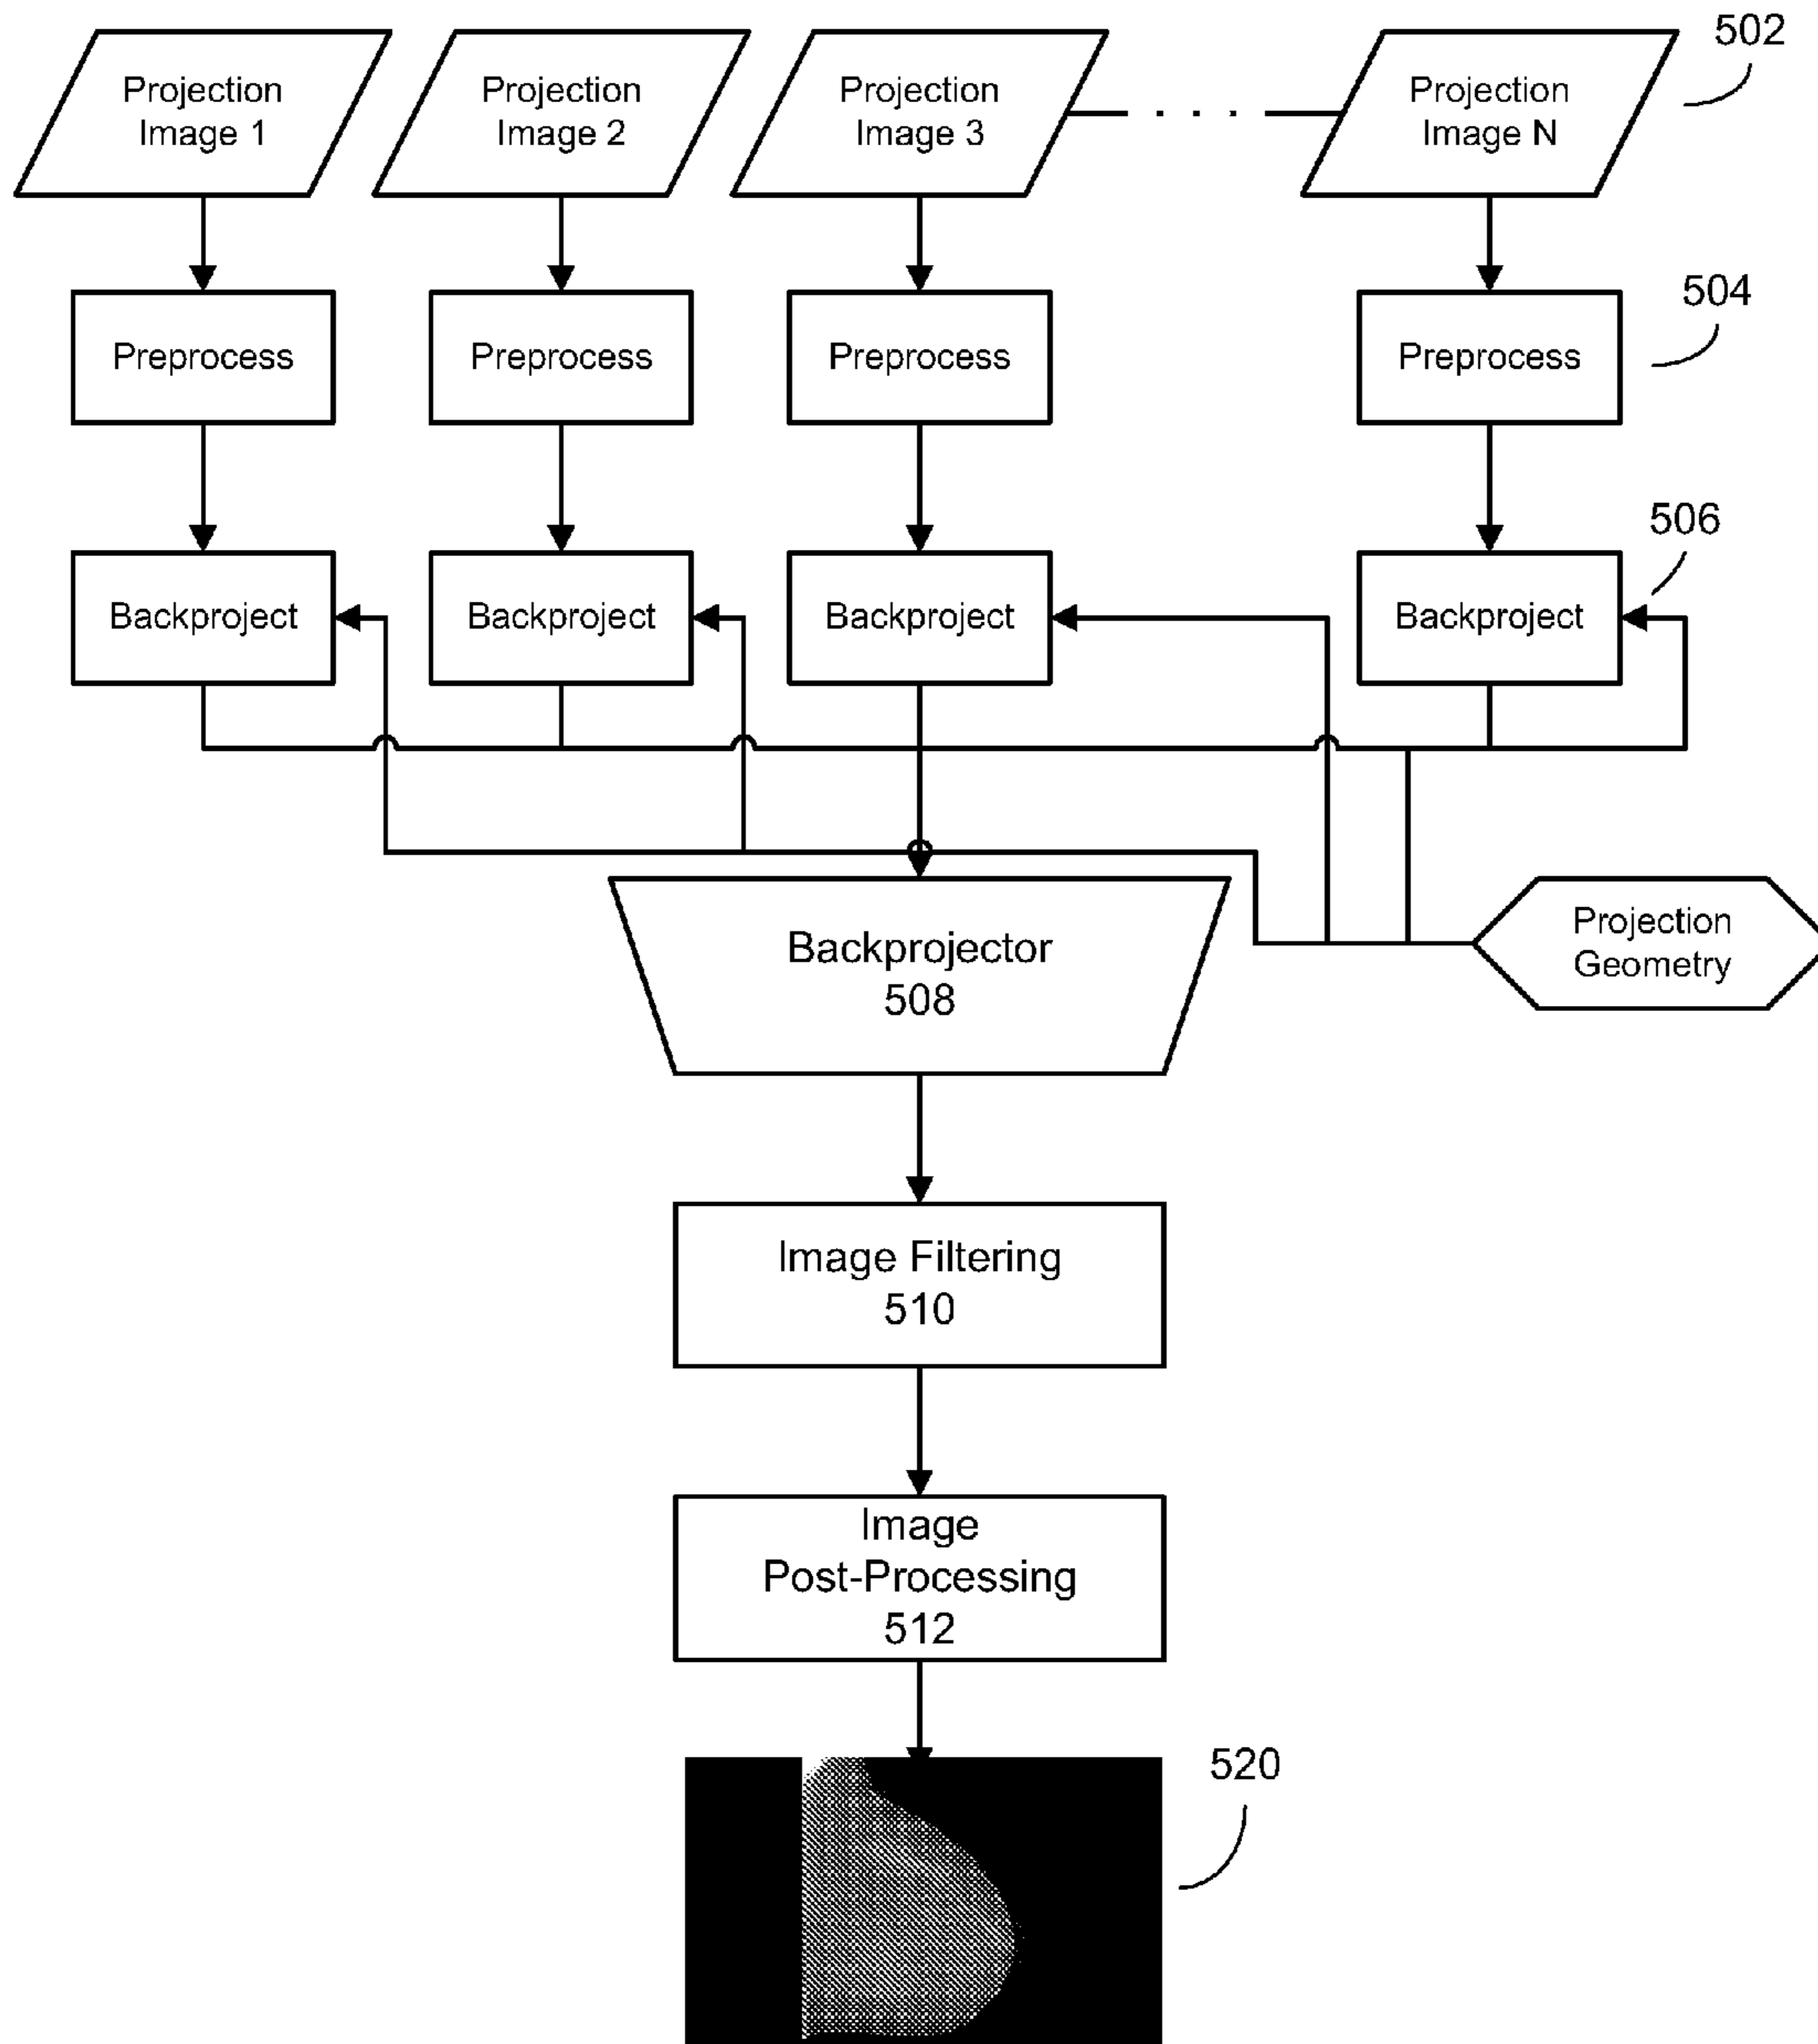 502
Projection
Image 1
Projection
Image 2
Projection
Image 3
. . .
Projection
Image N
504
Preprocess
Preprocess
Preprocess
Preprocess
506
Backproject
Backproject
Backproject
Backproject
Projection
Geometry
Backprojector
508
Image Filtering
510
Image
Post-Processing
512
520